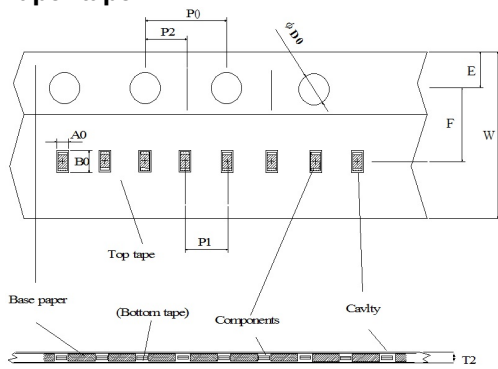 P0
P2
ϕ D0
E
F
W
A0
B0
P1
Top tape
Base paper
(Bottom tape)
Components
Cavity
T2